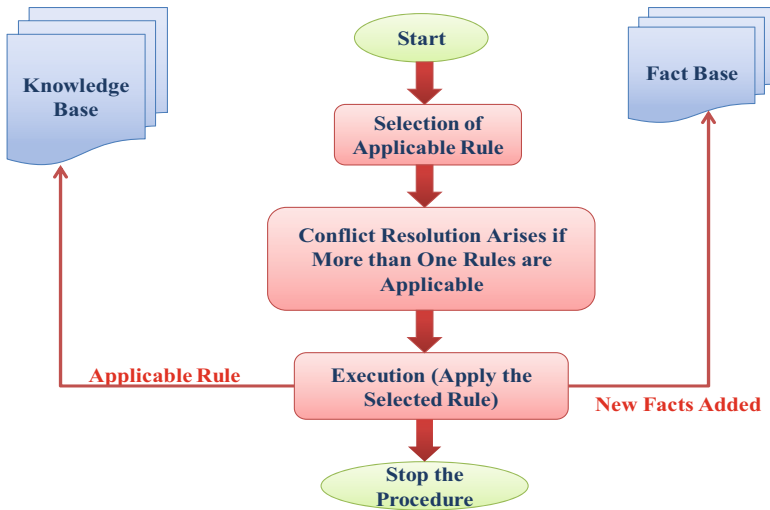 Start
Knowledge
Base
Fact Base
Selection of
Applicable Rule
Conflict Resolution Arises if
More than One Rules are
Applicable
Applicable Rule
Execution (Apply the
Selected Rule)
New Facts Added
Stop the
Procedure